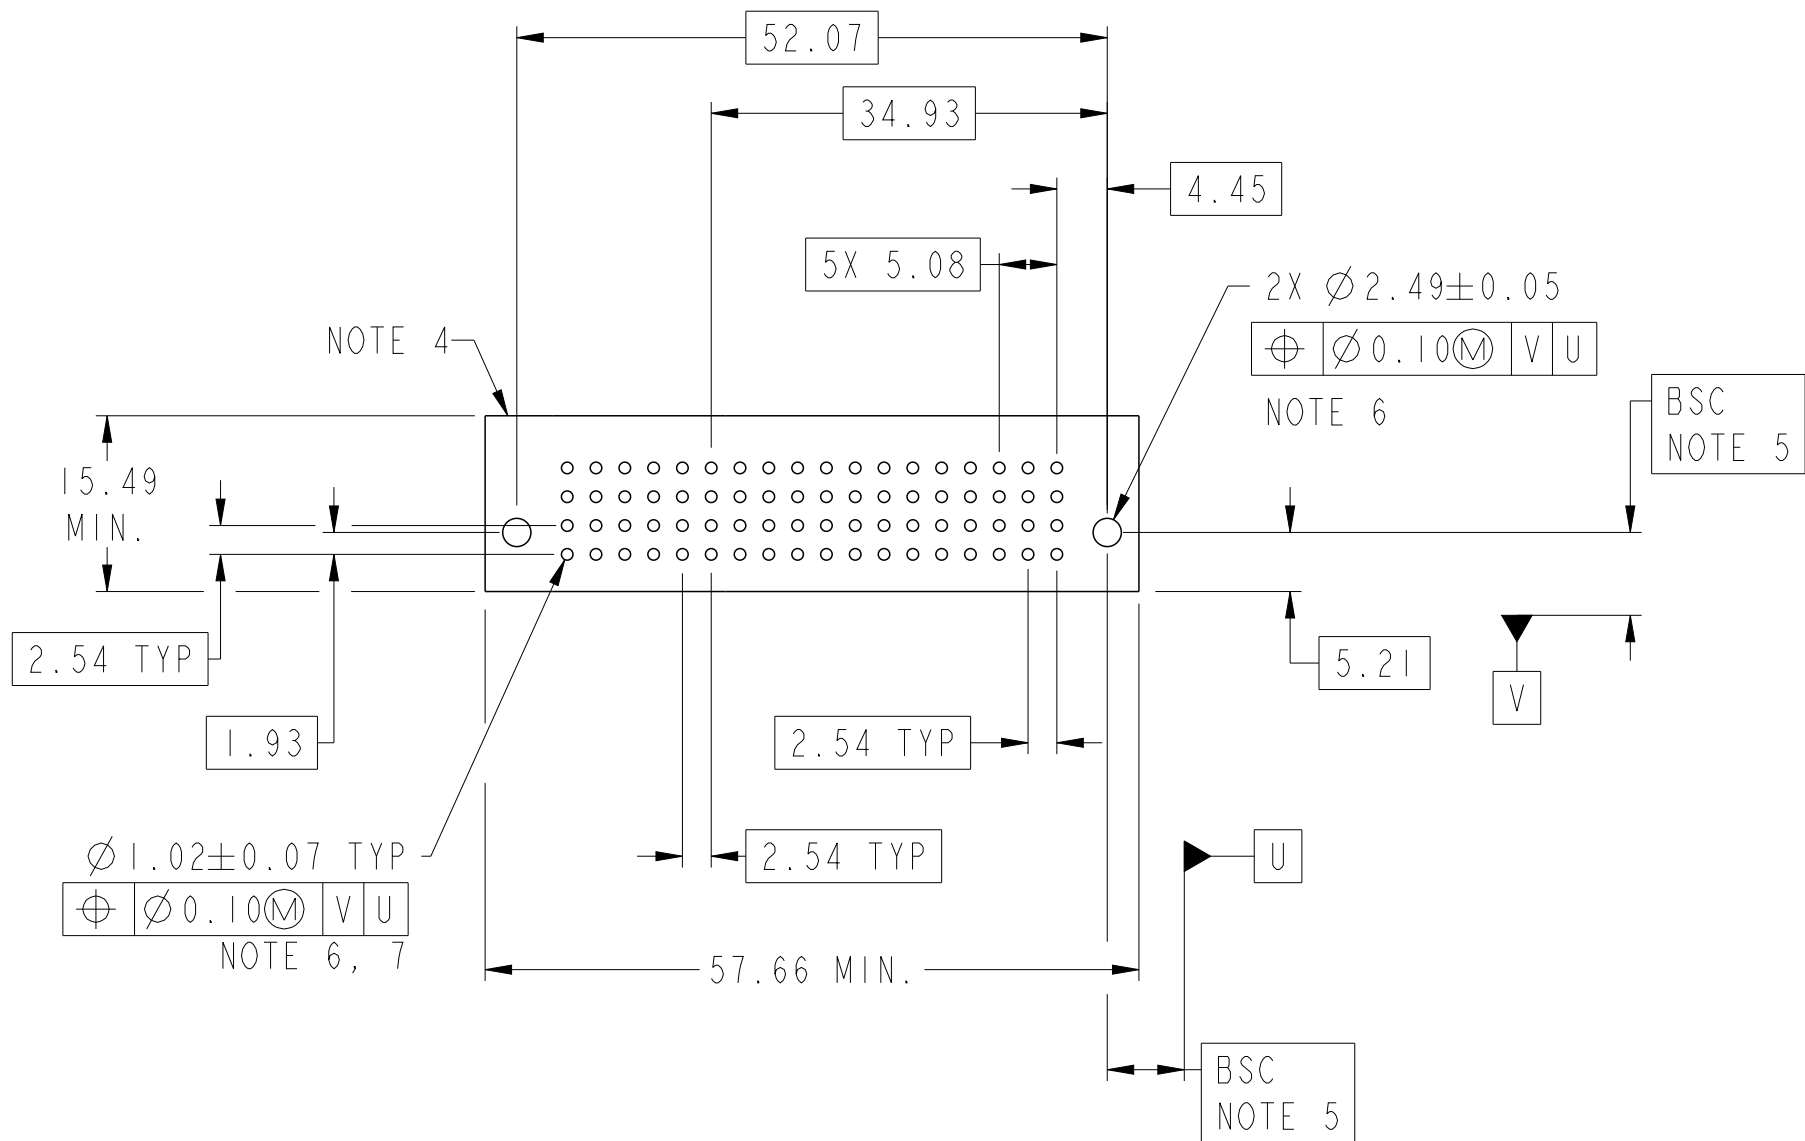 52.07
34.93
4.45
5X 5.08
2X ⌀2.49±0.05
⌖ ⌀0.10Ⓜ V U
NOTE 6
NOTE 4
BSC
NOTE 5
15.49
MIN.
2.54 TYP
5.21
V
1.93
2.54 TYP
⌀1.02±0.07 TYP
⌖ ⌀0.10Ⓜ V U
NOTE 6, 7
2.54 TYP
U
57.66 MIN.
BSC
NOTE 5